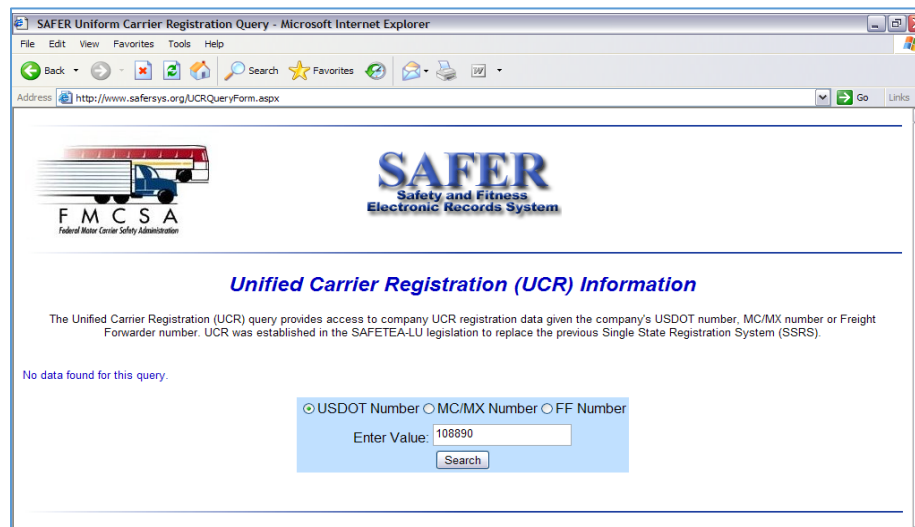 SAFER Uniform Carrier Registration Query - Microsoft Internet Explorer
File Edit View Favorites Tools Help
Back Search Favorites W
Address http://www.safersys.org/UCRQueryForm.aspx Go Links
FMCSA
Federal Motor Carrier Safety Administration
SAFER
Safety and Fitness
Electronic Records System
Unified Carrier Registration (UCR) Information
The Unified Carrier Registration (UCR) query provides access to company UCR registration data given the company's USDOT number, MC/MX number or Freight
Forwarder number. UCR was established in the SAFETEA-LU legislation to replace the previous Single State Registration System (SSRS).
No data found for this query.
USDOT Number MC/MX Number FF Number
Enter Value: 108890
Search